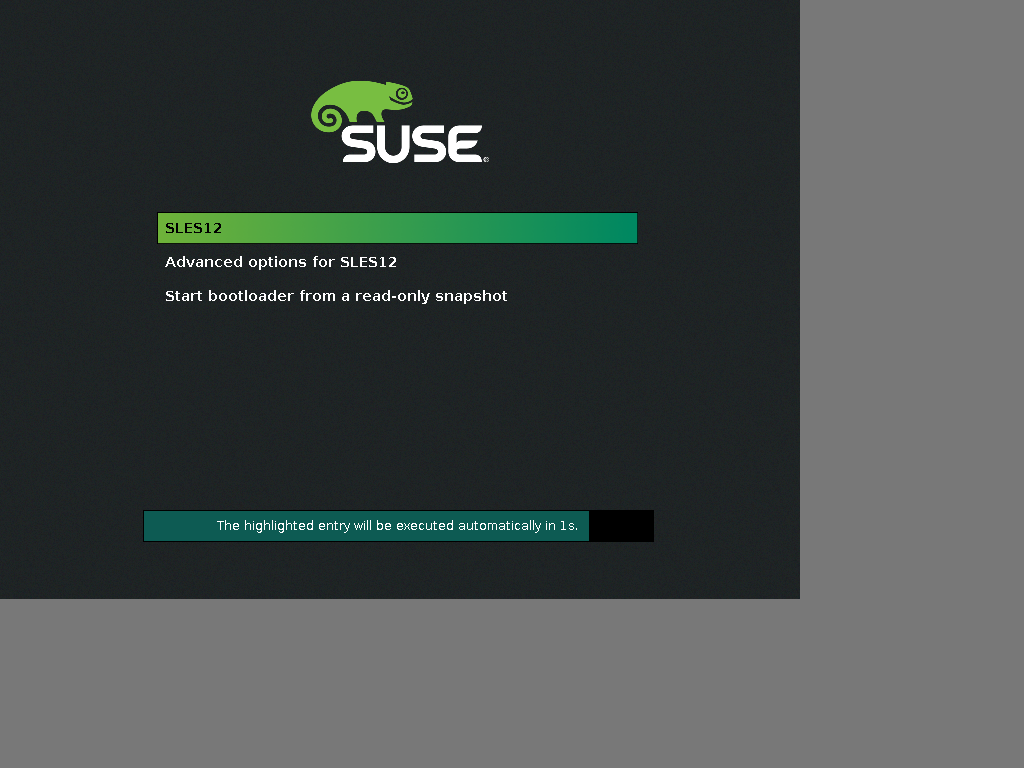 SUSE®
SLES12
Advanced options for SLES12
Start bootloader from a read-only snapshot
The highlighted entry will be executed automatically in 1s.